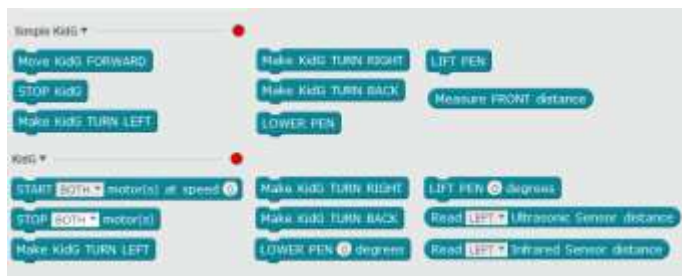 Simple KidG
Move KidG FORWARD
Make KidG TURN RIGHT
LIFT PEN
STOP KidG
Make KidG TURN BACK
Measure FRONT distance
Make KidG TURN LEFT
LOWER PEN
KidG
START BOTH motor(s) at speed 0
Make KidG TURN RIGHT
LIFT PEN 0 degrees
STOP BOTH motor(s)
Make KidG TURN BACK
Read LEFT Ultrasonic Sensor distance
Make KidG TURN LEFT
LOWER PEN 0 degrees
Read LEFT Infrared Sensor distance